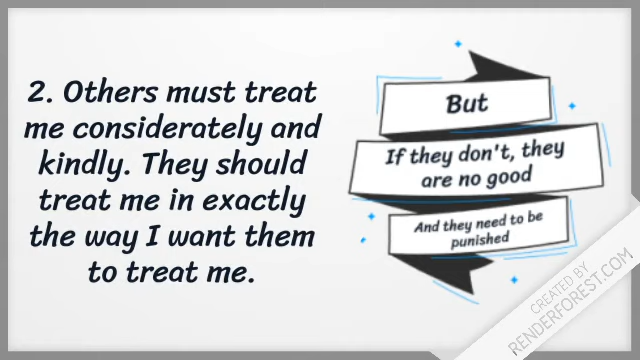 2. Others must treat
me considerately and
kindly. They should
treat me in exactly
the way I want them
to treat me.
But
If they don't, they
are no good
And they need to be
punished
CREATED BY
RENDERFOREST.COM